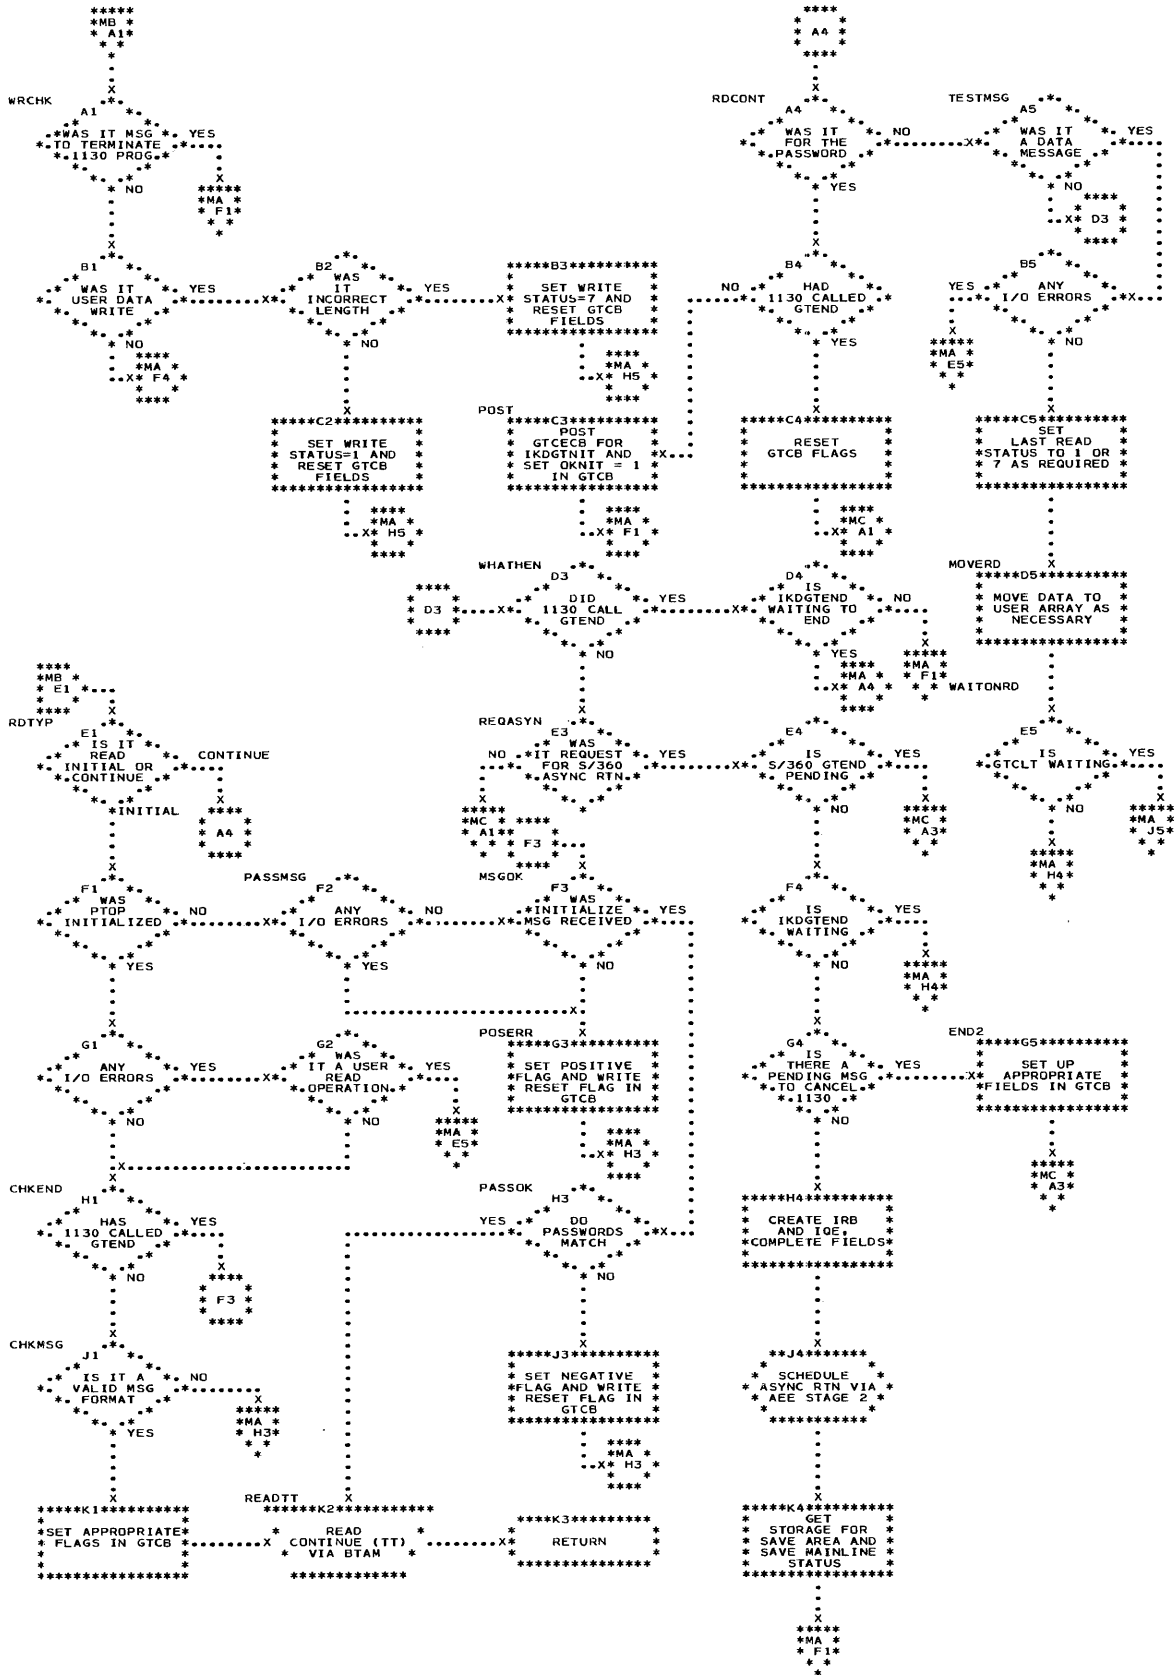 MB
A1
A4
WRCHK
A1
WAS IT MSG
TO TERMINATE
1130 PROG
YES
NO
MA
F1
RDCONT
A4
WAS IT
FOR THE
PASSWORD
NO
YES
TESTMSG
A5
WAS IT
A DATA
MESSAGE
YES
NO
D3
B1
WAS IT
USER DATA
WRITE
YES
NO
MA
F4
B2
WAS
IT
INCORRECT
LENGTH
YES
NO
B3
SET WRITE
STATUS=7 AND
RESET GTCB
FIELDS
MA
H5
B4
HAD
1130 CALLED
GTEND
NO
YES
B5
ANY
I/O ERRORS
YES
NO
MA
E5
C2
SET WRITE
STATUS=1 AND
RESET GTCB
FIELDS
MA
H5
POST
C3
POST
GTCECB FOR
IKDGTNIT AND
SET OKNIT = 1
IN GTCB
MA
F1
C4
RESET
GTCB FLAGS
MC
A1
C5
SET
LAST READ
STATUS TO 1 OR
7 AS REQUIRED
D3
WHATHEN
D3
DID
1130 CALL
GTEND
YES
NO
D4
IS
IKDGTEND
WAITING TO
END
NO
YES
MA
F1
MA
A4
MOVERD
D5
MOVE DATA TO
USER ARRAY AS
NECESSARY
MB
E1
RDTYP
E1
IS IT
READ
INITIAL OR
CONTINUE
CONTINUE
INITIAL
A4
REQASYN
E3
WAS
IT REQUEST
FOR S/360
ASYNC RTN
NO
YES
MC
A1
F3
E4
IS
S/360 GTEND
PENDING
YES
NO
MC
A3
WAITONRD
E5
IS
GTCLT WAITING
YES
NO
MA
J5
MA
H4
F1
WAS
PTOP
INITIALIZED
NO
YES
PASSMSG
F2
ANY
I/O ERRORS
NO
YES
MSGOK
F3
WAS
INITIALIZE
MSG RECEIVED
YES
NO
F4
IS
IKDGTEND
WAITING
YES
NO
MA
H4
G1
ANY
I/O ERRORS
YES
NO
G2
WAS
IT A USER
READ
OPERATION
YES
NO
MA
E5
POSERR
G3
SET POSITIVE
FLAG AND WRITE
RESET FLAG IN
GTCB
MA
H3
G4
IS
THERE A
PENDING MSG
TO CANCEL
1130
YES
NO
END2
G5
SET UP
APPROPRIATE
FIELDS IN GTCB
MC
A3
CHKEND
H1
HAS
1130 CALLED
GTEND
YES
NO
F3
PASSOK
H3
DO
PASSWORDS
MATCH
YES
NO
H4
CREATE IRB
AND IQE,
COMPLETE FIELDS
CHKMSG
J1
IS IT A
VALID MSG
FORMAT
NO
YES
MA
H3
J3
SET NEGATIVE
FLAG AND WRITE
RESET FLAG IN
GTCB
MA
H3
J4
SCHEDULE
ASYNC RTN VIA
AEE STAGE 2
K1
SET APPROPRIATE
FLAGS IN GTCB
READTT
K2
READ
CONTINUE (TT)
VIA BTAM
K3
RETURN
K4
GET
STORAGE FOR
SAVE AREA AND
SAVE MAINLINE
STATUS
MA
F1